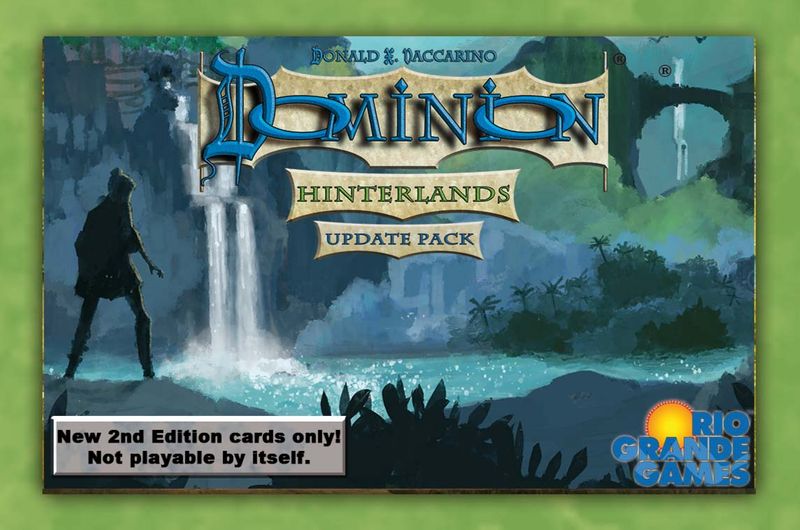 Donald X. Vaccarino
Dominion ®
®
Hinterlands
Update Pack
New 2nd Edition cards only!
Not playable by itself.
RIO
GRANDE
GAMES